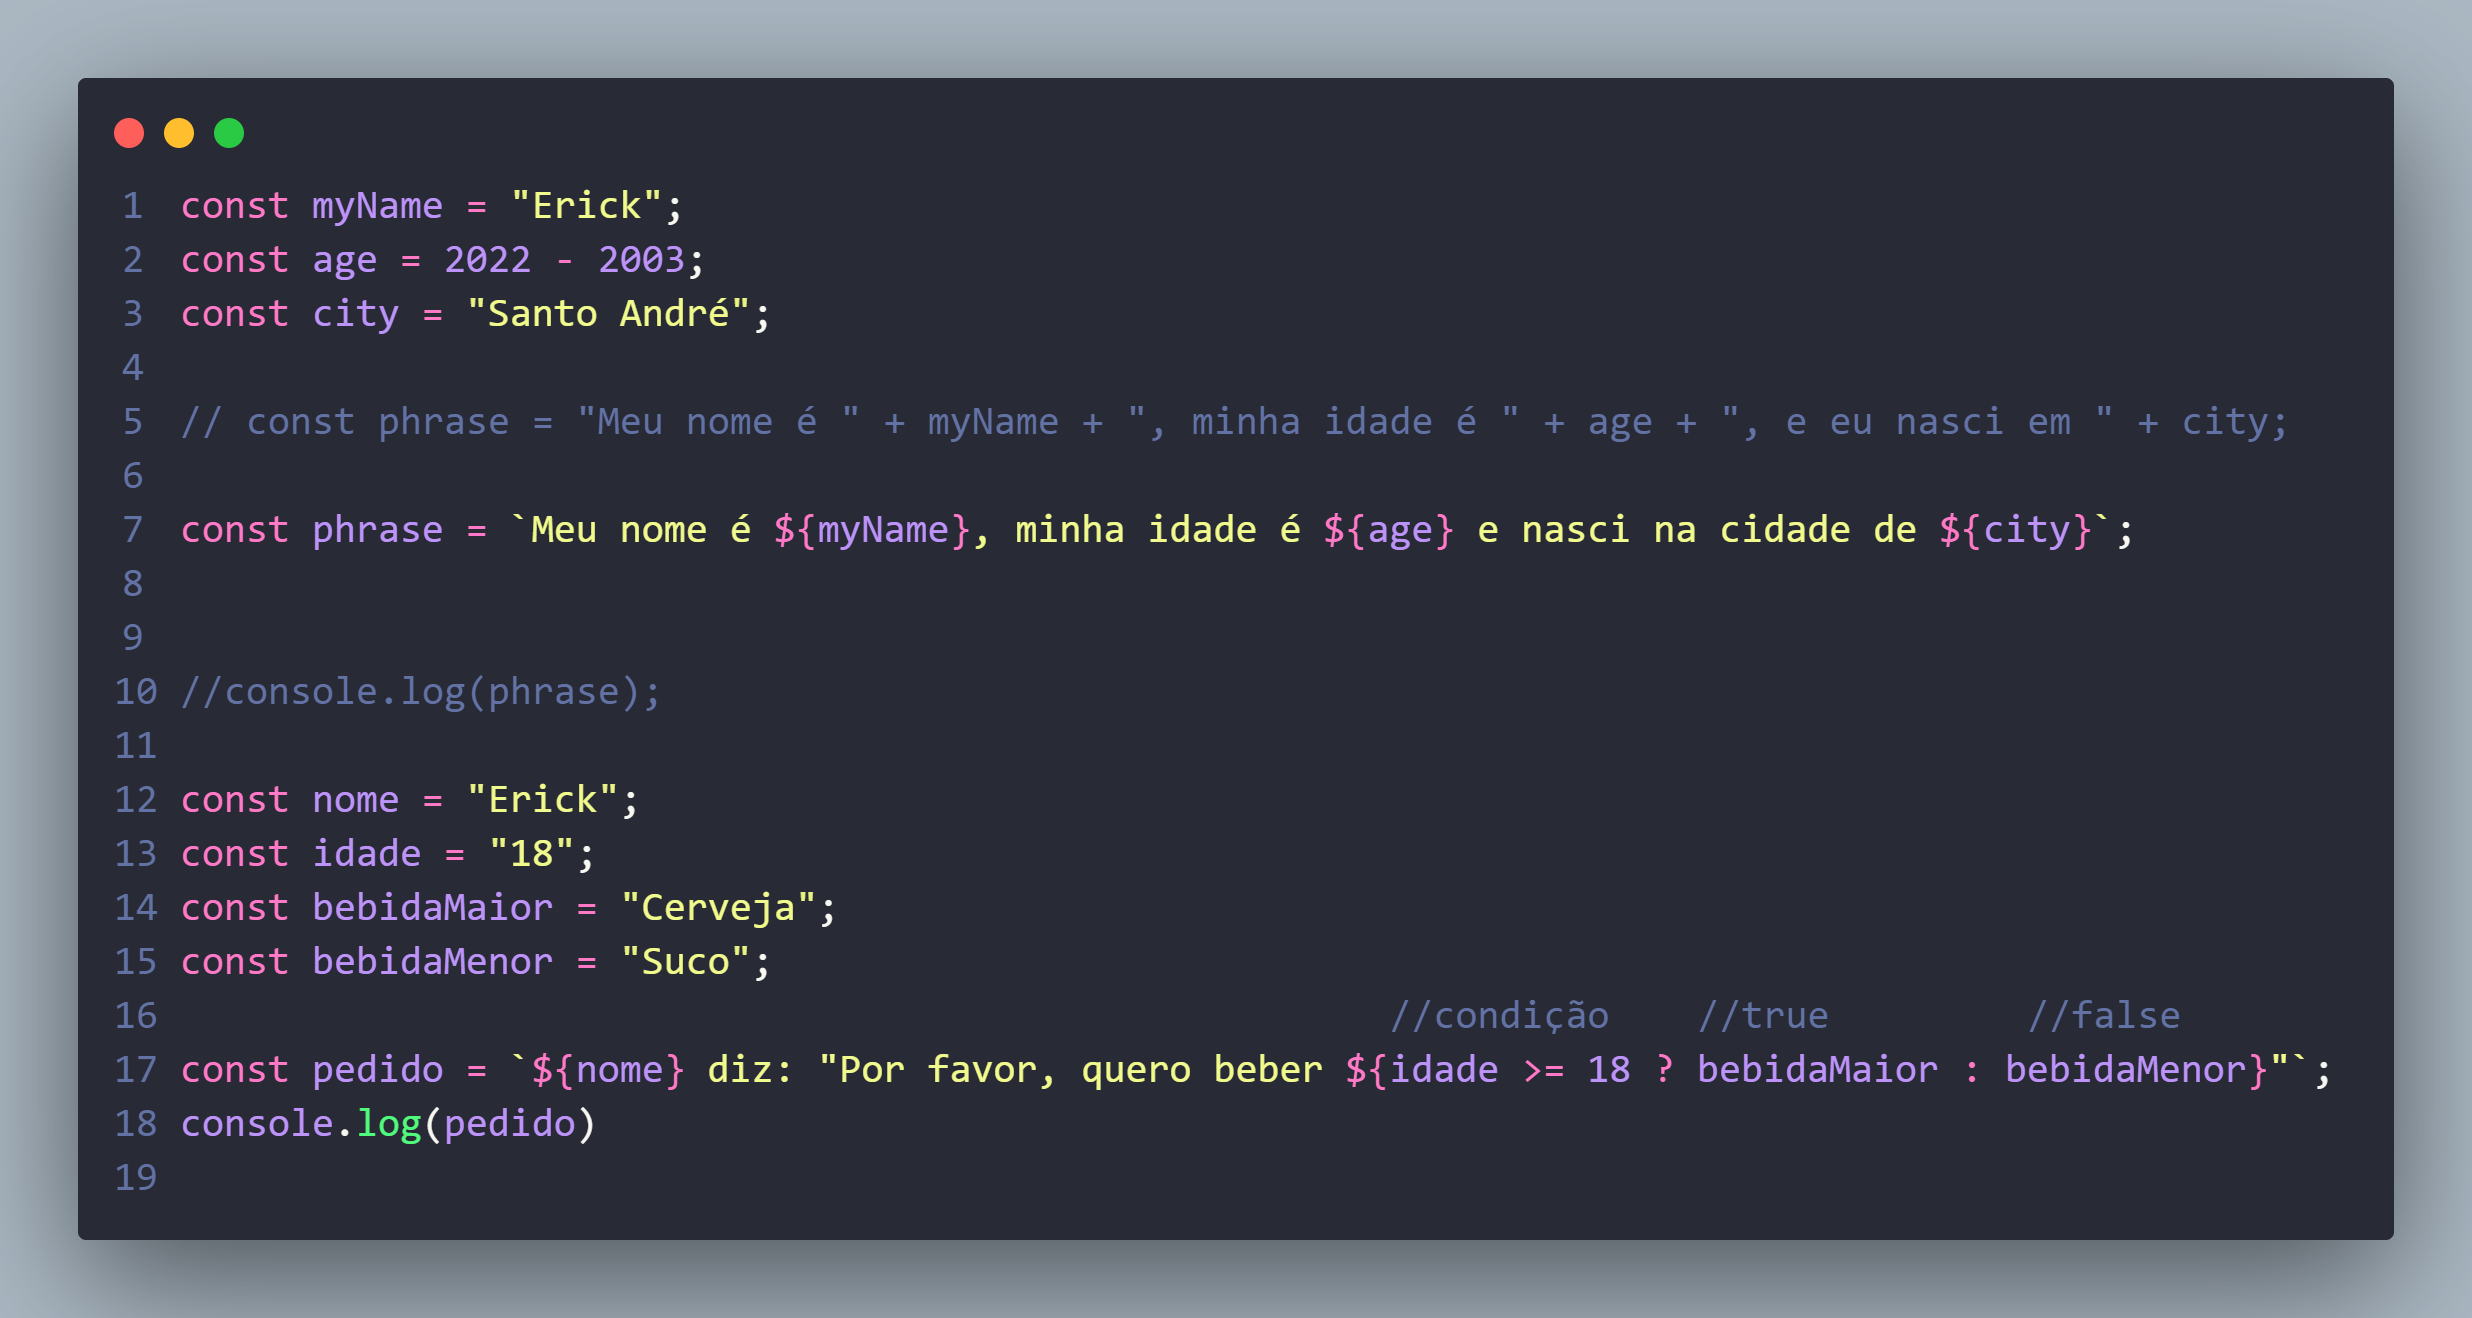 1 const myName = "Erick";
2 const age = 2022 - 2003;
3 const city = "Santo André";
4
5 // const phrase = "Meu nome é " + myName + ", minha idade é " + age + ", e eu nasci em " + city;
6
7 const phrase = `Meu nome é ${myName}, minha idade é ${age} e nasci na cidade de ${city}`;
8
9
10 //console.log(phrase);
11
12 const nome = "Erick";
13 const idade = "18";
14 const bebidaMaior = "Cerveja";
15 const bebidaMenor = "Suco";
16                                                        //condição    //true         //false
17 const pedido = `${nome} diz: "Por favor, quero beber ${idade >= 18 ? bebidaMaior : bebidaMenor}"`;
18 console.log(pedido)
19